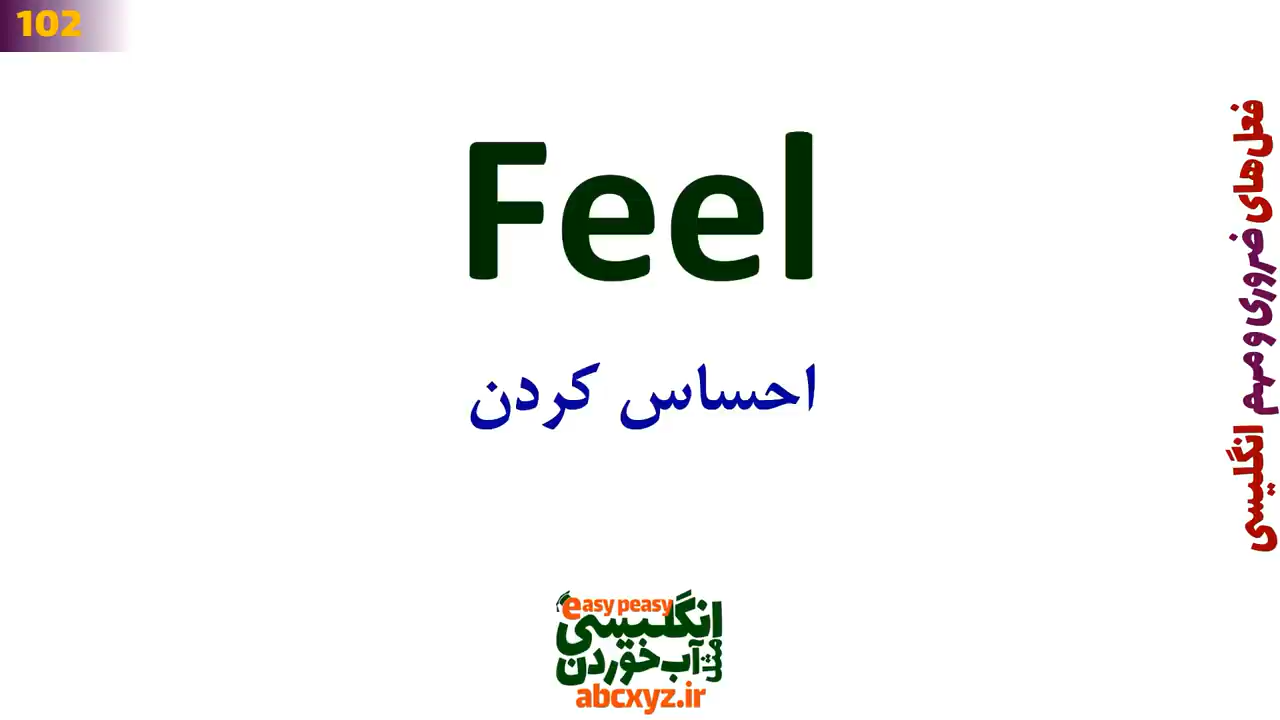 102
Feel
احساس کردن
فعل‌های ضروری و مهم انگلیسی
easy peasy
انگلیسی
مثل آب خوردن
abcxyz.ir